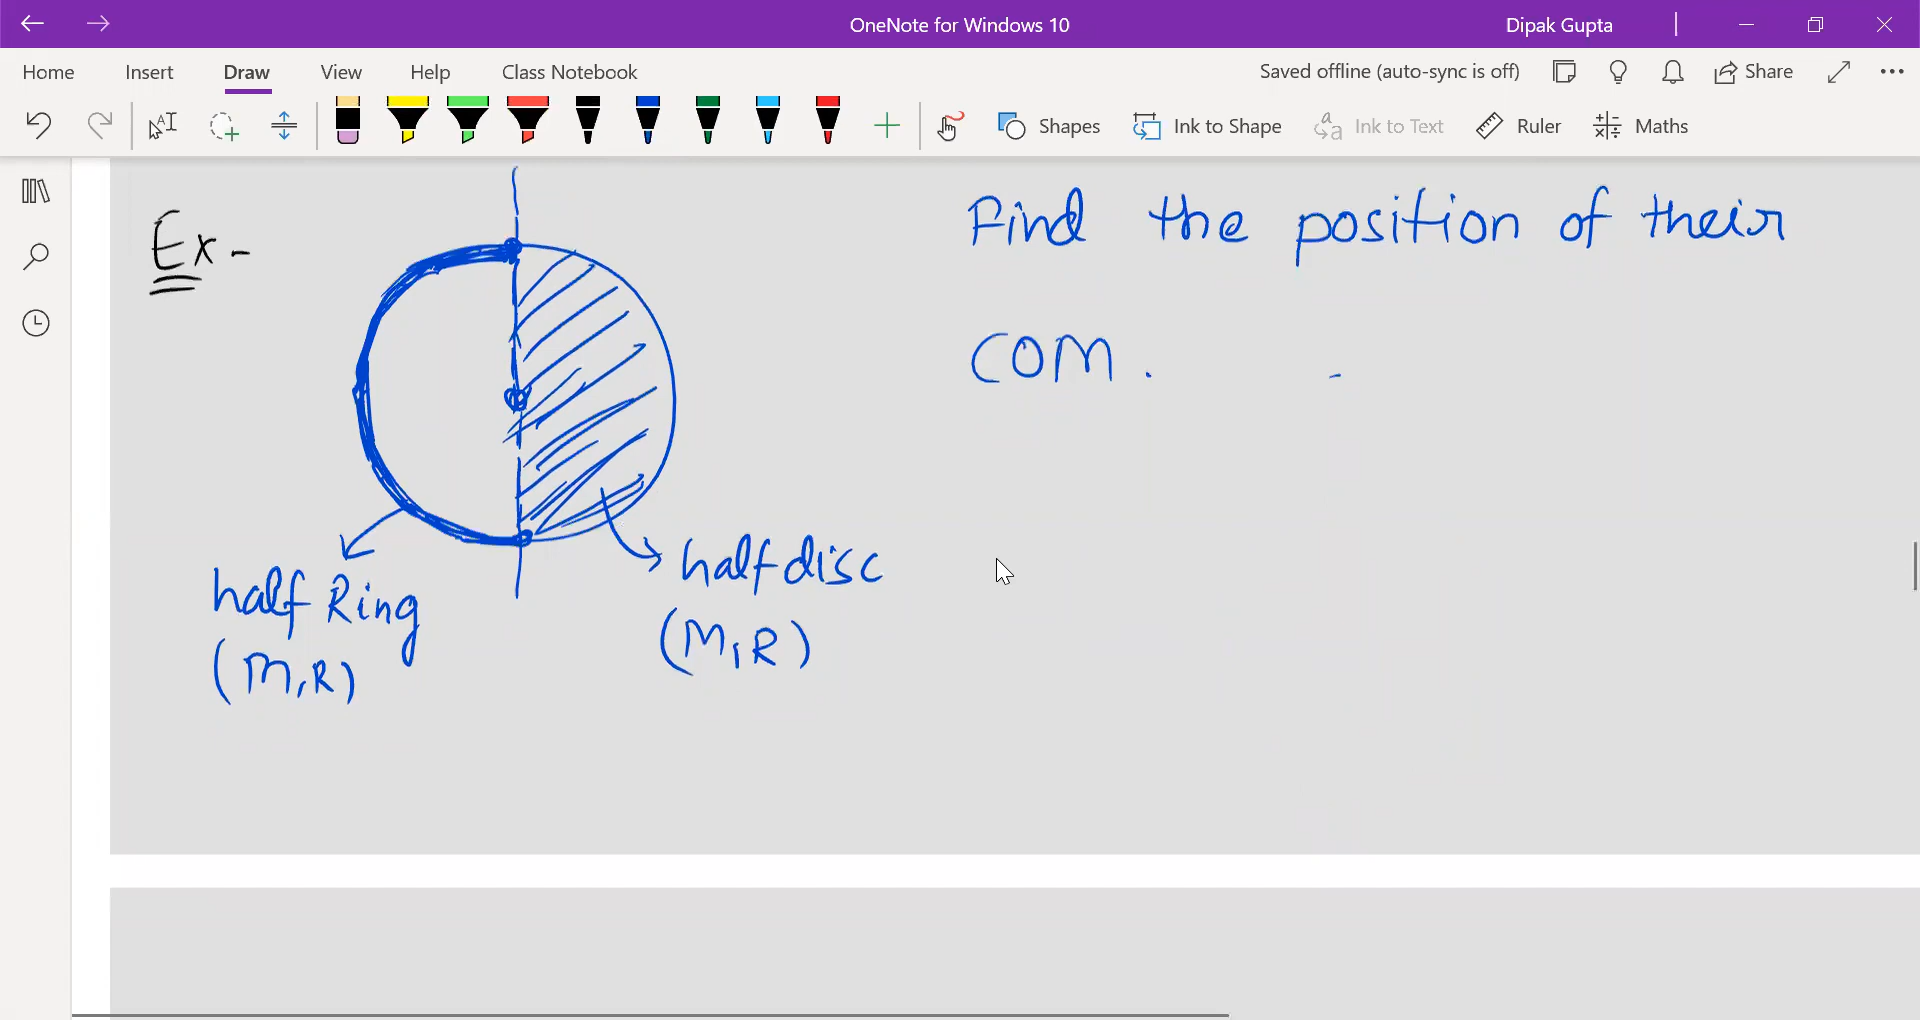 OneNote for Windows 10
Dipak Gupta
Home Insert Draw View Help Class Notebook
Saved offline (auto-sync is off) Share
Shapes Ink to Shape Ink to Text Ruler Maths
Ex -
Find the position of their
COM.
half Ring
(M,R)
half disc
(M,R)